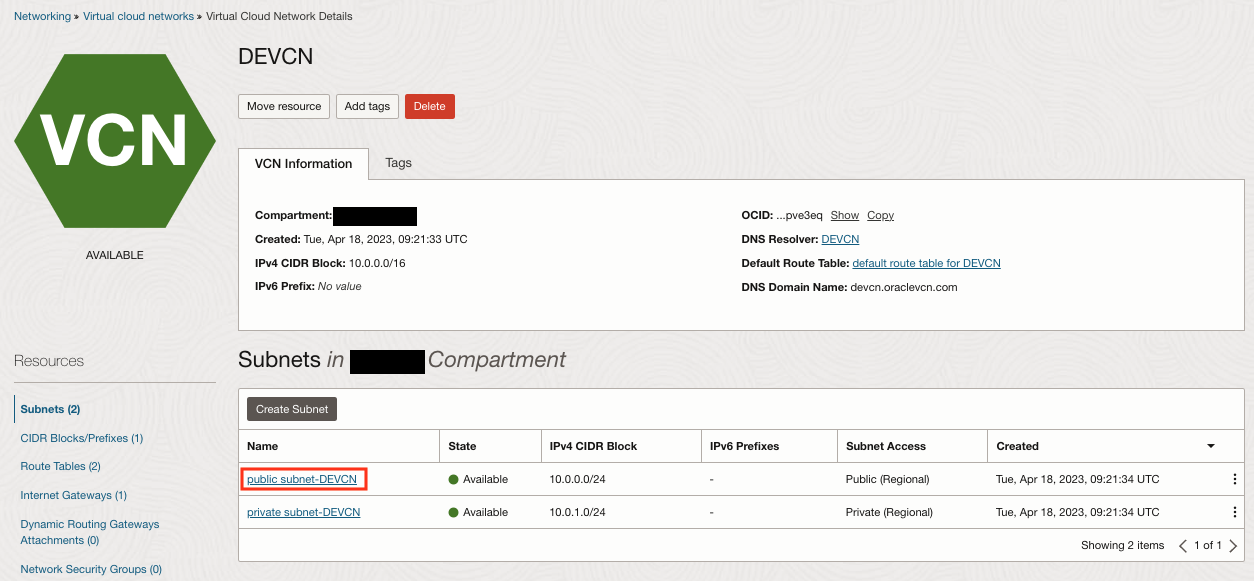 Networking » Virtual cloud networks » Virtual Cloud Network Details
VCN
AVAILABLE
DEVCN
Move resource Add tags Delete
VCN Information Tags
Compartment:
Created: Tue, Apr 18, 2023, 09:21:33 UTC
IPv4 CIDR Block: 10.0.0.0/16
IPv6 Prefix: No value
OCID: ...pve3eq Show Copy
DNS Resolver: DEVCN
Default Route Table: default route table for DEVCN
DNS Domain Name: devcn.oraclevcn.com
Resources
Subnets (2)
CIDR Blocks/Prefixes (1)
Route Tables (2)
Internet Gateways (1)
Dynamic Routing Gateways
Attachments (0)
Network Security Groups (0)
Subnets in Compartment
Create Subnet
Name State IPv4 CIDR Block IPv6 Prefixes Subnet Access Created
public subnet-DEVCN Available 10.0.0.0/24 - Public (Regional) Tue, Apr 18, 2023, 09:21:34 UTC
private subnet-DEVCN Available 10.0.1.0/24 - Private (Regional) Tue, Apr 18, 2023, 09:21:34 UTC
Showing 2 items 1 of 1